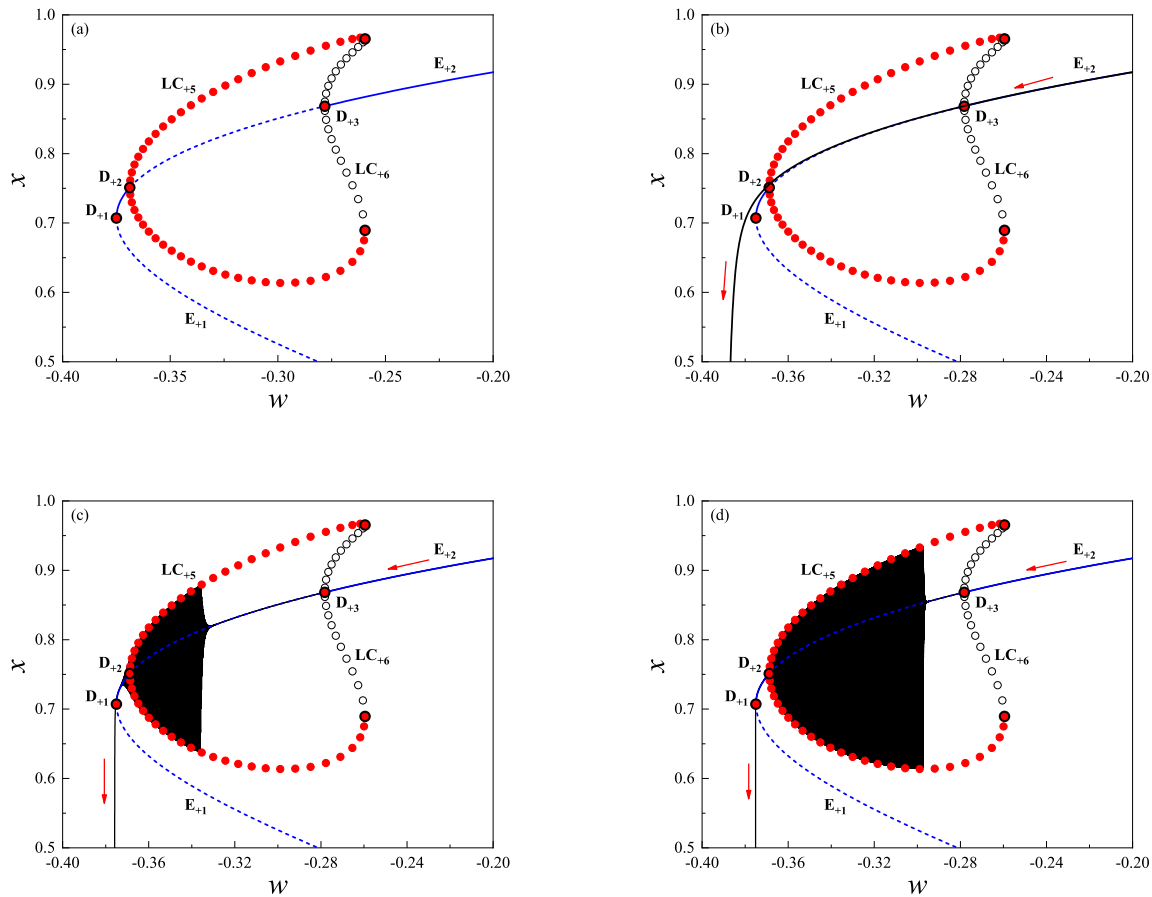 (a)
1.0
0.9
0.8
0.7
0.6
0.5
x
LC+5
E+2
D+3
D+2
LC+6
D+1
E+1
-0.40 -0.35 -0.30 -0.25 -0.20
w
(b)
1.0
0.9
0.8
0.7
0.6
0.5
x
LC+5
E+2
D+3
D+2
LC+6
D+1
E+1
-0.40 -0.36 -0.32 -0.28 -0.24 -0.20
w
(c)
1.0
0.9
0.8
0.7
0.6
0.5
x
LC+5
E+2
D+3
D+2
LC+6
D+1
E+1
-0.40 -0.36 -0.32 -0.28 -0.24 -0.20
w
(d)
1.0
0.9
0.8
0.7
0.6
0.5
x
LC+5
E+2
D+3
D+2
LC+6
D+1
E+1
-0.40 -0.36 -0.32 -0.28 -0.24 -0.20
w